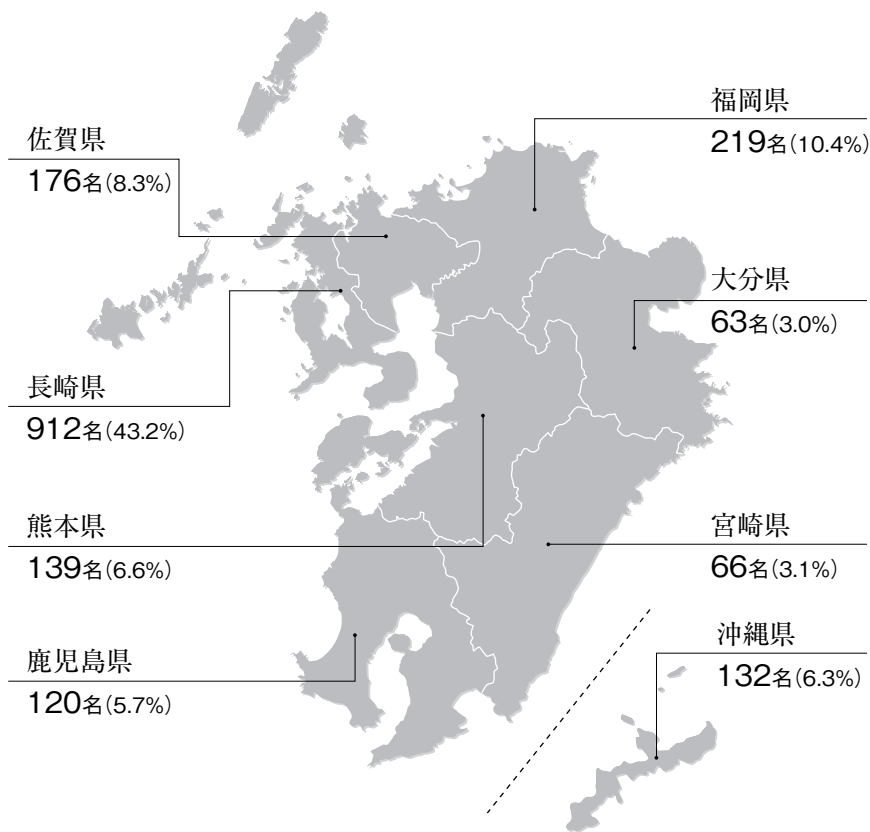 福岡県
219名(10.4%)
佐賀県
176名(8.3%)
大分県
63名(3.0%)
長崎県
912名(43.2%)
熊本県
139名(6.6%)
宮崎県
66名(3.1%)
鹿児島県
120名(5.7%)
沖縄県
132名(6.3%)